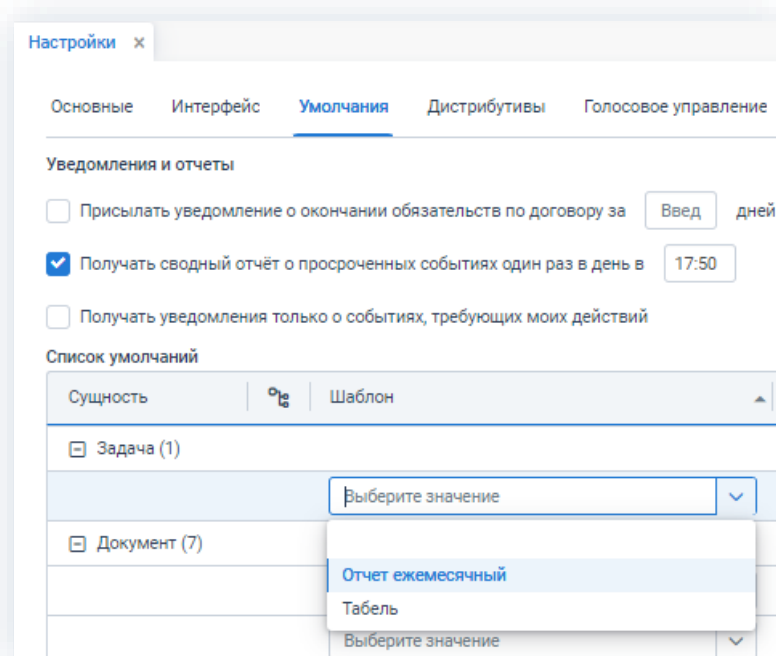 Настройки
Основные Интерфейс Умолчания Дистрибутивы Голосовое управление
Уведомления и отчеты
Присылать уведомление о окончании обязательств по договору за Введ дней
Получать сводный отчёт о просроченных событиях один раз в день в 17:50
Получать уведомления только о событиях, требующих моих действий
Список умолчаний
Сущность Шаблон
Задача (1)
Выберите значение
Документ (7)
Отчет ежемесячный
Табель
Выберите значение